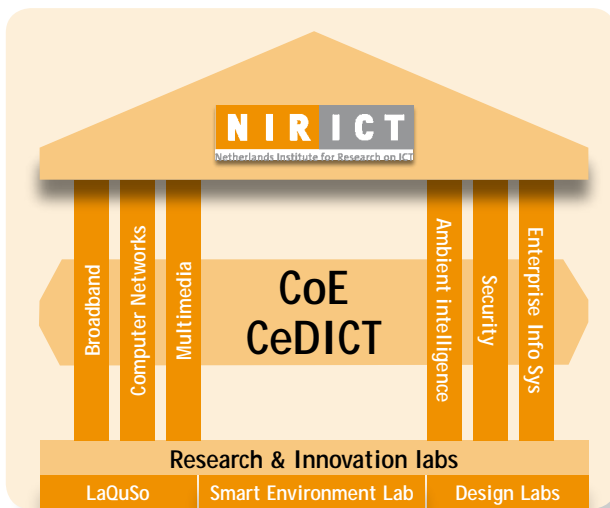 NIRICT
Netherlands Institute for Research on ICT
Broadband
Computer Networks
Multimedia
CoE
CeDICT
Ambient intelligence
Security
Enterprise Info Sys
Research & Innovation labs
LaQuSo
Smart Environment Lab
Design Labs